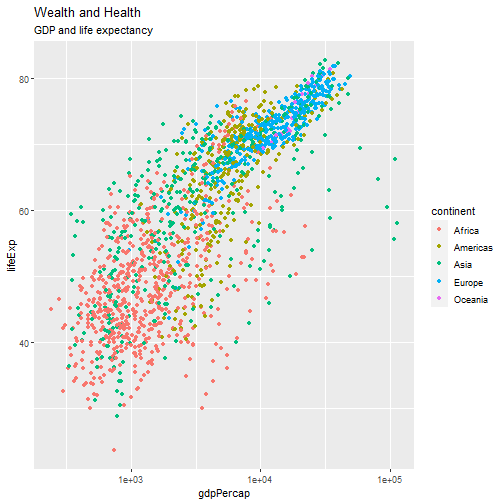 Wealth and Health
GDP and life expectancy
80
60
40
lifeExp
1e+03
1e+04
1e+05
gdpPercap
continent
Africa
Americas
Asia
Europe
Oceania